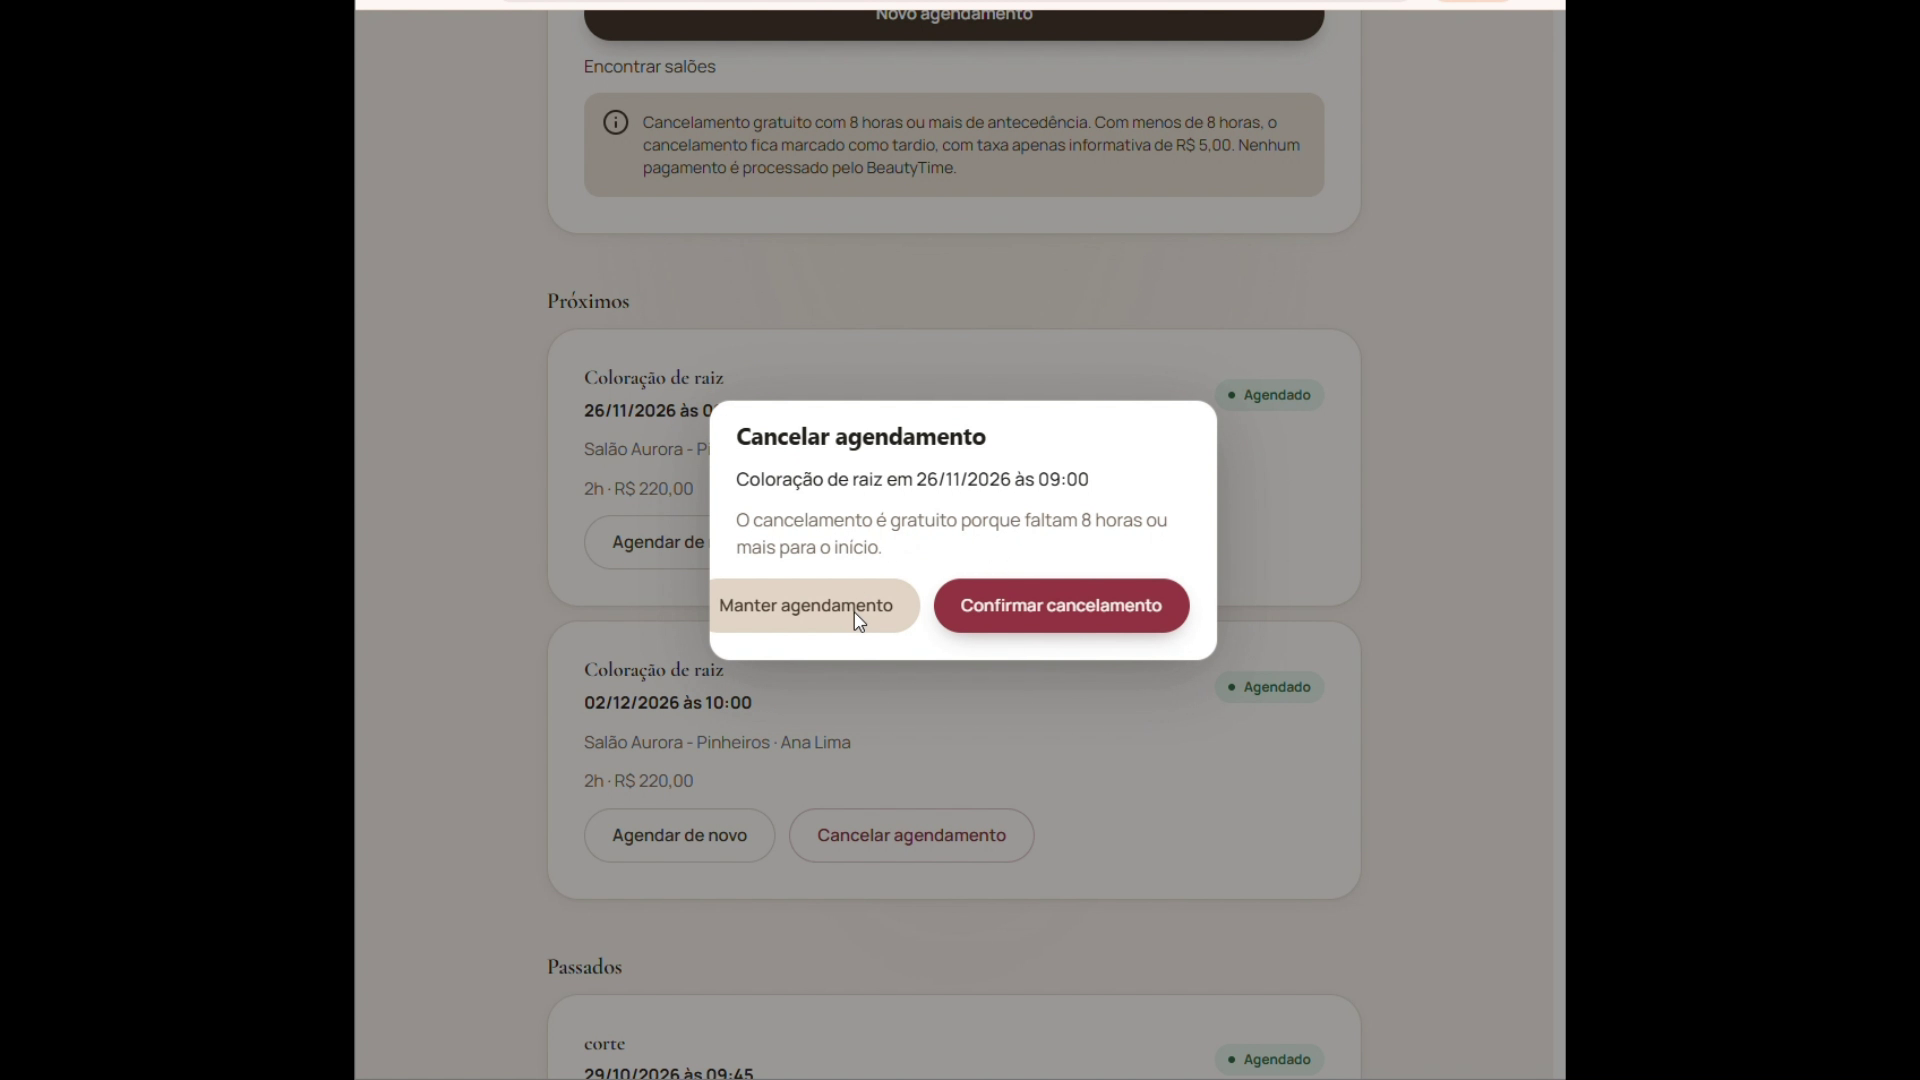 Novo agendamento
Encontrar salões
Cancelamento gratuito com 8 horas ou mais de antecedência. Com menos de 8 horas, o
cancelamento fica marcado como tardio, com taxa apenas informativa de R$ 5,00. Nenhum
pagamento é processado pelo BeautyTime.
Próximos
Coloração de raiz
Agendado
26/11/2026 às
Salão Aurora -
2h · R$ 220,00
Agendar de
Cancelar agendamento
Coloração de raiz em 26/11/2026 às 09:00
O cancelamento é gratuito porque faltam 8 horas ou
mais para o início.
Manter agendamento
Confirmar cancelamento
Coloração de raiz
Agendado
02/12/2026 às 10:00
Salão Aurora - Pinheiros · Ana Lima
2h · R$ 220,00
Agendar de novo
Cancelar agendamento
Passados
corte
Agendado
29/10/2026 às 09:45